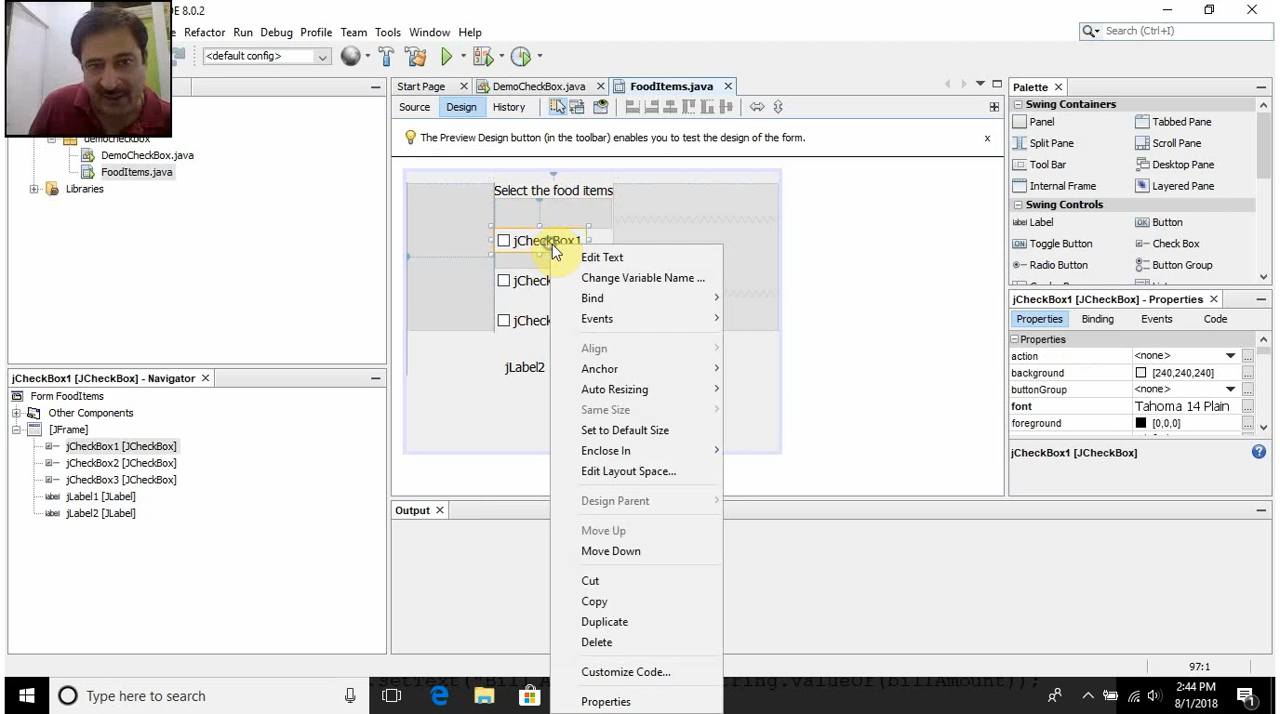 DE 8.0.2
Refactor Run Debug Profile Team Tools Window Help
Search (Ctrl+I)
<default config>
Start Page
DemoCheckBox.java
FoodItems.java
Palette
Source Design History
The Preview Design button (in the toolbar) enables you to test the design of the form. x
democheckbox
DemoCheckBox.java
FoodItems.java
Libraries
Swing Containers
Panel Tabbed Pane
Split Pane Scroll Pane
Tool Bar Desktop Pane
Internal Frame Layered Pane
Swing Controls
Label Button
Toggle Button Check Box
Radio Button Button Group
Select the food items
jCheckBox1
jCheck
jCheck
jLabel2
Edit Text
Change Variable Name ...
Bind
Events
Align
Anchor
Auto Resizing
Same Size
Set to Default Size
Enclose In
Edit Layout Space...
Design Parent
Move Up
Move Down
Cut
Copy
Duplicate
Delete
Customize Code...
Properties
jCheckBox1 [JCheckBox] - Properties
Properties Binding Events Code
Properties
action <none> ...
background [240,240,240] ...
buttonGroup <none> ...
font Tahoma 14 Plain ...
foreground [0,0,0] ...
jCheckBox1 [JCheckBox]
jCheckBox1 [JCheckBox] - Navigator
Form FoodItems
Other Components
[JFrame]
jCheckBox1 [JCheckBox]
jCheckBox2 [JCheckBox]
jCheckBox3 [JCheckBox]
jLabel1 [JLabel]
jLabel2 [JLabel]
Output
97:1
Type here to search
2:44 PM
8/1/2018
1